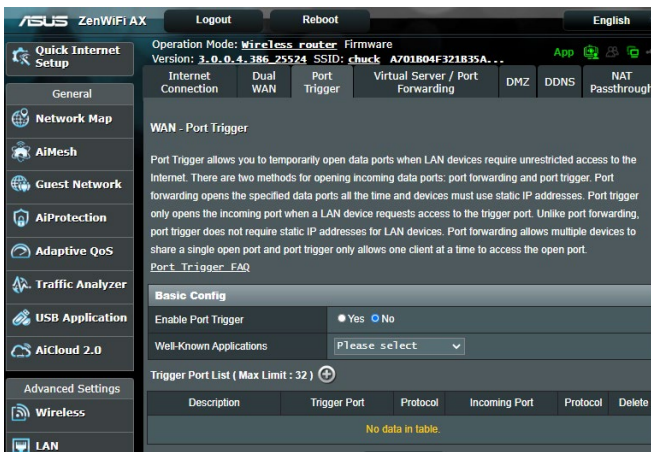 ASUS ZenWiFi AX Logout Reboot English
Quick Internet Setup
Operation Mode: Wireless router Firmware
Version: 3.0.0.4.386_25524 SSID: chuck A701B04F321B35A...
App
Internet Connection
Dual WAN
Port Trigger
Virtual Server / Port Forwarding
DMZ
DDNS
NAT Passthrough
General
Network Map
AiMesh
Guest Network
AiProtection
Adaptive QoS
Traffic Analyzer
USB Application
AiCloud 2.0
Advanced Settings
Wireless
LAN
WAN - Port Trigger
Port Trigger allows you to temporarily open data ports when LAN devices require unrestricted access to the
Internet. There are two methods for opening incoming data ports: port forwarding and port trigger. Port
forwarding opens the specified data ports all the time and devices must use static IP addresses. Port trigger
only opens the incoming port when a LAN device requests access to the trigger port. Unlike port forwarding,
port trigger does not require static IP addresses for LAN devices. Port forwarding allows multiple devices to
share a single open port and port trigger only allows one client at a time to access the open port.
Port Trigger FAQ
Basic Config
Enable Port Trigger Yes No
Well-Known Applications Please select
Trigger Port List ( Max Limit : 32 )
Description Trigger Port Protocol Incoming Port Protocol Delete
No data in table.